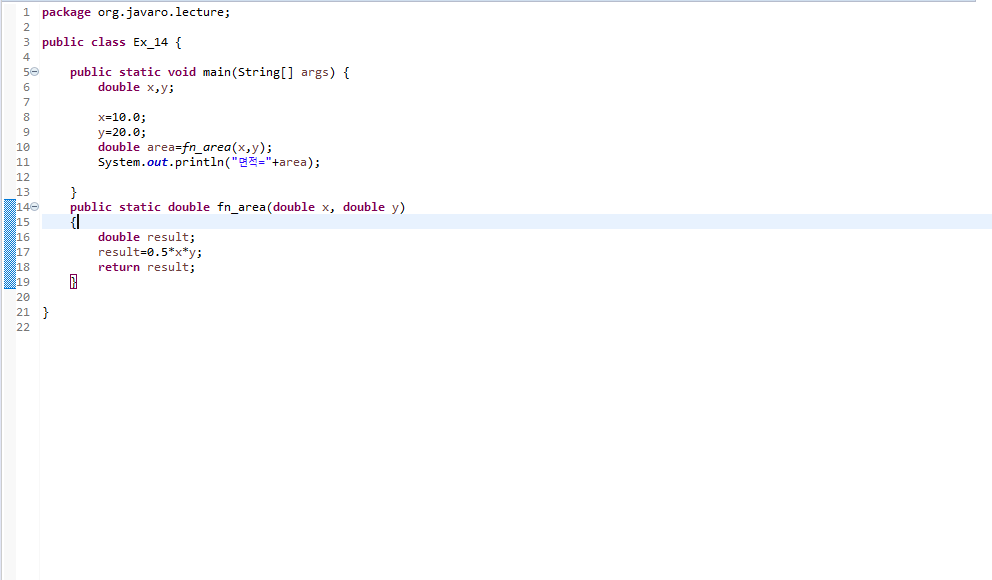 1 package org.javaro.lecture;
2
3 public class Ex_14 {
4
5 public static void main(String[] args) {
6 double x,y;
7
8 x=10.0;
9 y=20.0;
10 double area=fn_area(x,y);
11 System.out.println("면적="+area);
12
13 }
14 public static double fn_area(double x, double y)
15 {
16 double result;
17 result=0.5*x*y;
18 return result;
19 }
20
21 }
22